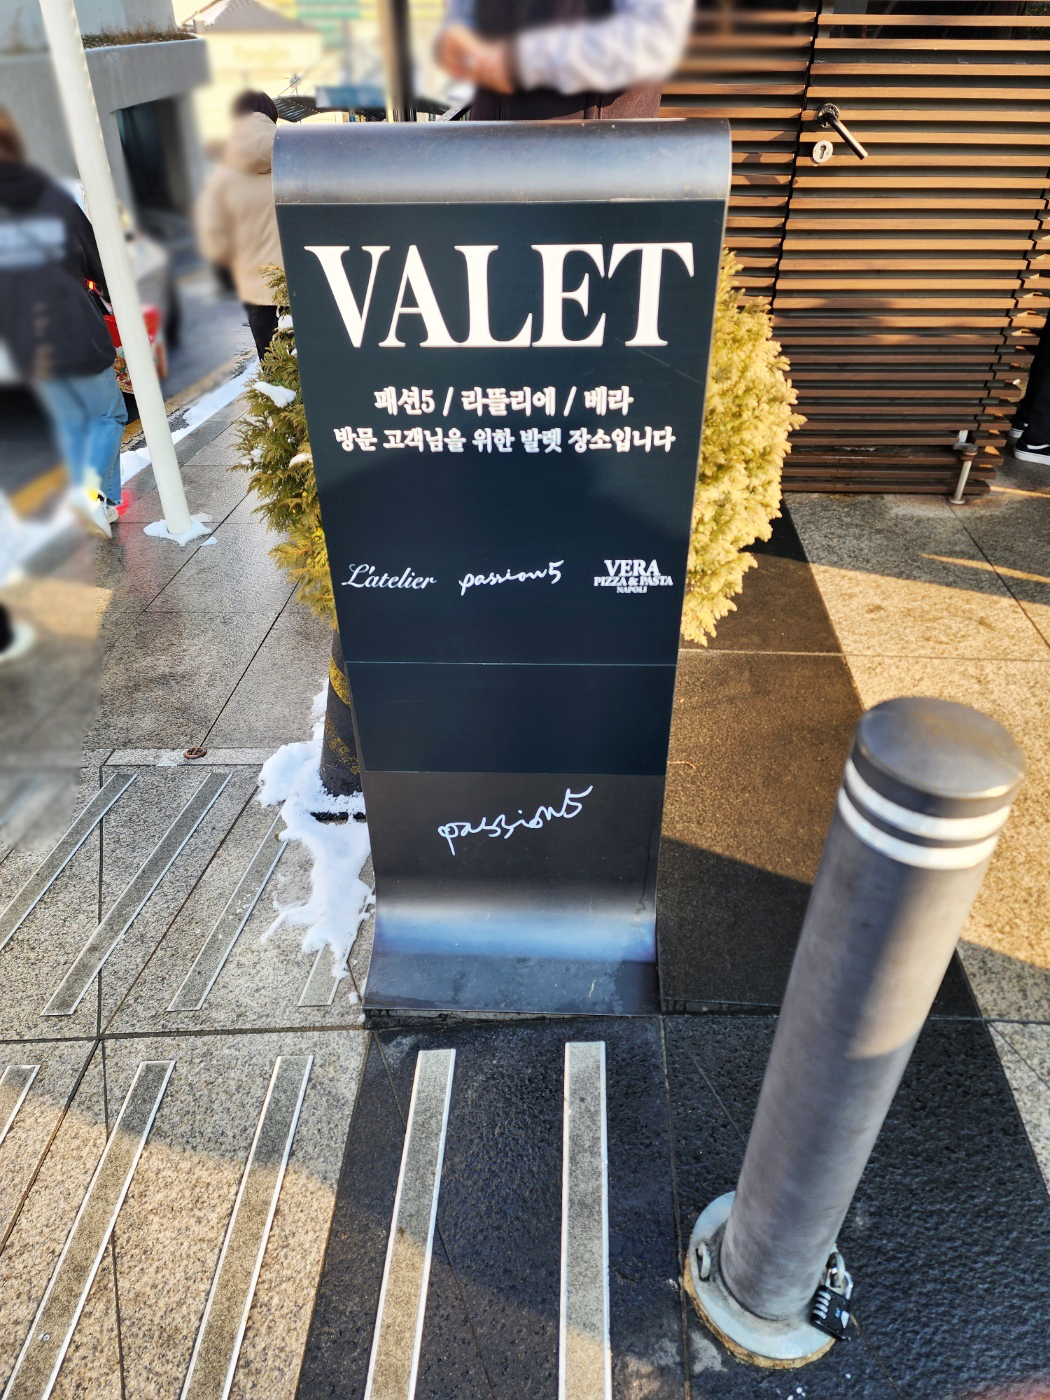 VALET
패션5 / 라뜰리에 / 베라
방문 고객님을 위한 발렛 장소입니다
L'atelier passion5 VERA
PIZZA & PASTA
NAPOLI
passion5